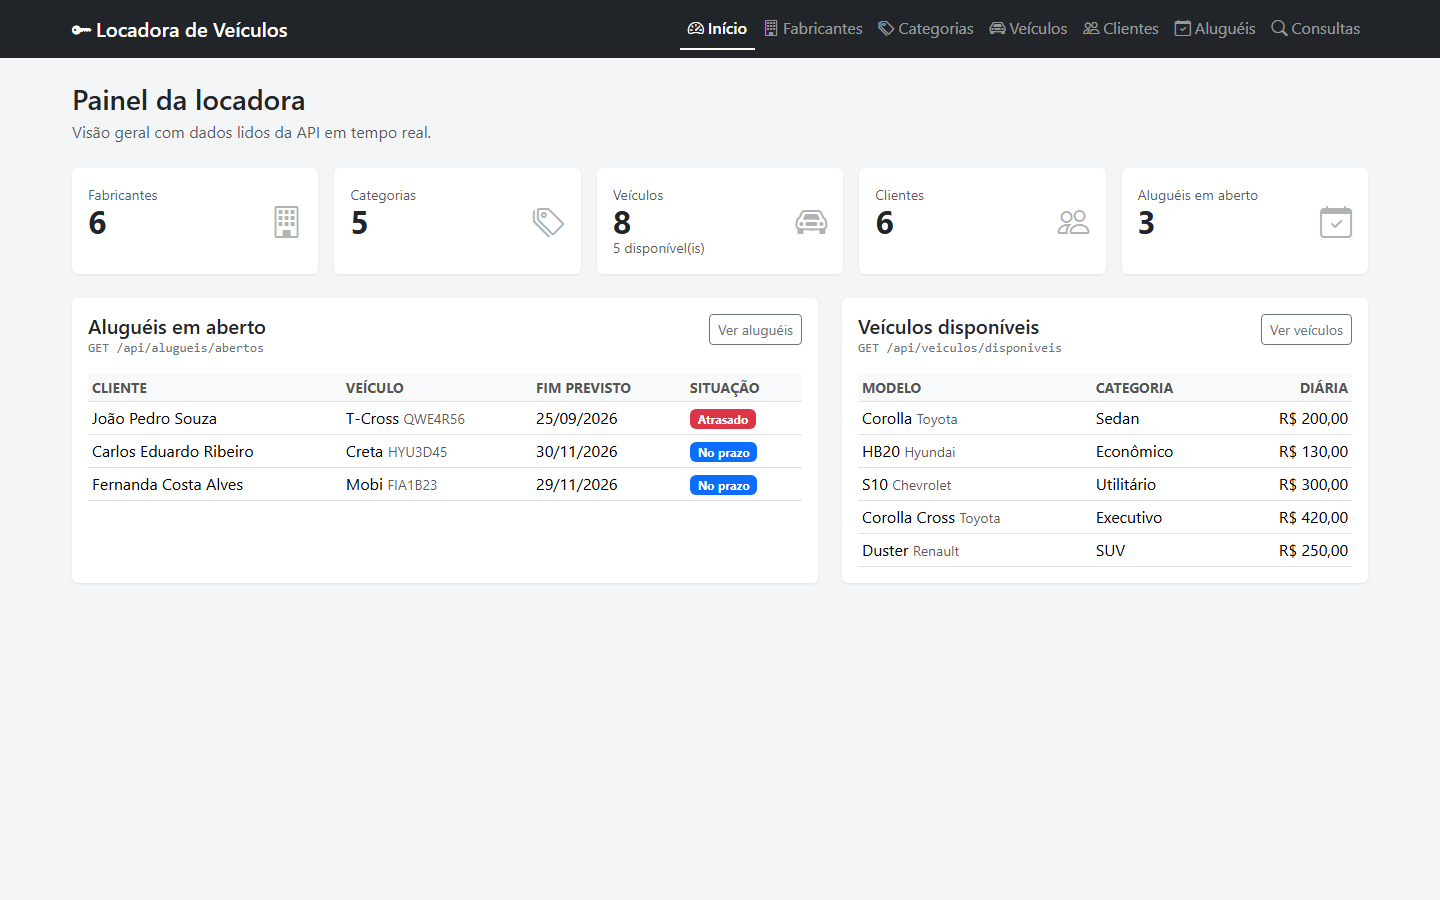 Locadora de Veículos Início Fabricantes Categorias Veículos Clientes Aluguéis Consultas
Painel da locadora
Visão geral com dados lidos da API em tempo real.
Fabricantes
6
Categorias
5
Veículos
8
5 disponível(is)
Clientes
6
Aluguéis em aberto
3
Aluguéis em aberto
GET /api/alugueis/abertos
Ver aluguéis
CLIENTE VEÍCULO FIM PREVISTO SITUAÇÃO
João Pedro Souza T-Cross QWE4R56 25/09/2026 Atrasado
Carlos Eduardo Ribeiro Creta HYU3D45 30/11/2026 No prazo
Fernanda Costa Alves Mobi FIA1B23 29/11/2026 No prazo
Veículos disponíveis
GET /api/veiculos/disponiveis
Ver veículos
MODELO CATEGORIA DIÁRIA
Corolla Toyota Sedan R$ 200,00
HB20 Hyundai Econômico R$ 130,00
S10 Chevrolet Utilitário R$ 300,00
Corolla Cross Toyota Executivo R$ 420,00
Duster Renault SUV R$ 250,00